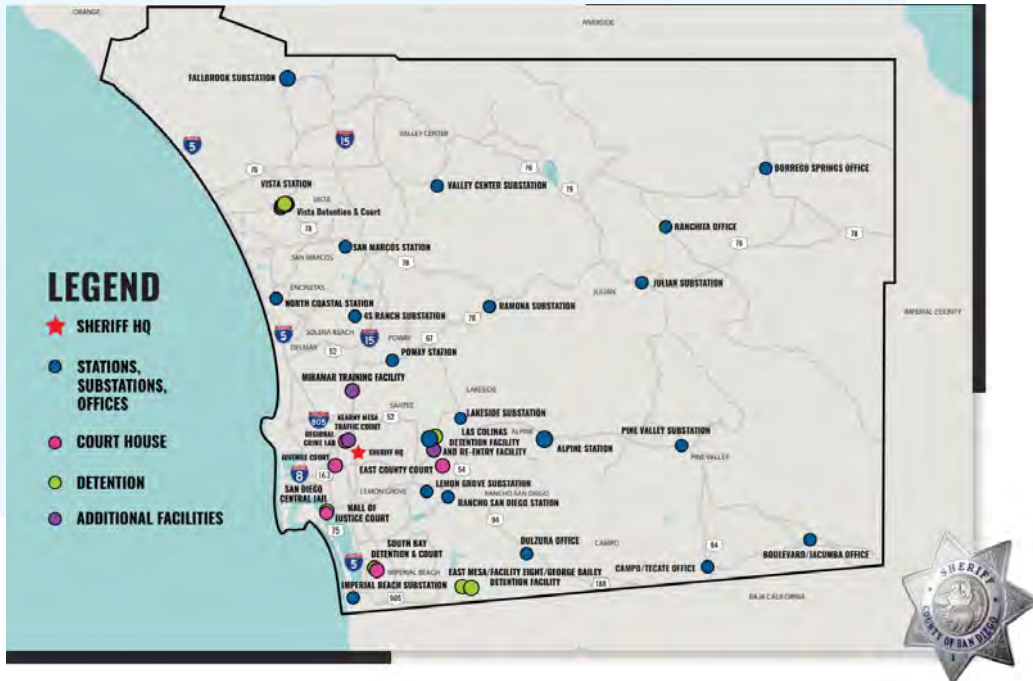 ORANGE
RIVERSIDE
FALLBROOK SUBSTATION
5
15
VALLEY CENTER
76
76
79
BORREGO SPRINGS OFFICE
VISTA STATION
VALLEY CENTER SUBSTATION
VISTA
Vista Detention & Court
78
RANCHITA OFFICE
78
78
SAN MARCOS STATION
SAN MARCOS
78
LEGEND
SHERIFF HQ
STATIONS,
SUBSTATIONS,
OFFICES
COURT HOUSE
DETENTION
ADDITIONAL FACILITIES
ENCINITAS
NORTH COASTAL STATION
JULIAN
JULIAN SUBSTATION
RAMONA SUBSTATION
4S RANCH SUBSTATION
78
IMPERIAL COUNTY
SOLENA BEACH
5
15
POWAY
67
DELMAR
52
POWAY STATION
MIRAMAR TRAINING FACILITY
LAKESIDE
SANTEE
805
52
KEARNY MESA
TRAFFIC COURT
LAKESIDE SUBSTATION
REGIONAL
CRIME LAB
LAS COLINAS
DETENTION FACILITY
AND RE-ENTRY FACILITY
ALPINE
ALPINE STATION
PINE VALLEY SUBSTATION
PINE VALLEY
SHERIFF HQ
JUVENILE COURT
EAST COUNTY COURT
54
8
163
SAN DIEGO
CENTRAL JAIL
LEMON GROVE
LEMON GROVE SUBSTATION
RANCHO SAN DIEGO
RANCHO SAN DIEGO STATION
HALL OF
JUSTICE COURT
75
94
SOUTH BAY
DETENTION & COURT
DULZURA OFFICE
CAMPO
94
BOULEVARD/JACUMBA OFFICE
5
IMPERIAL BEACH
EAST MESA/FACILITY EIGHT/GEORGE BAILEY
DETENTION FACILITY
CAMPO/TECATE OFFICE
188
IMPERIAL BEACH SUBSTATION
905
BAJA CALIFORNIA
SHERIFF
COUNTY OF SAN DIEGO